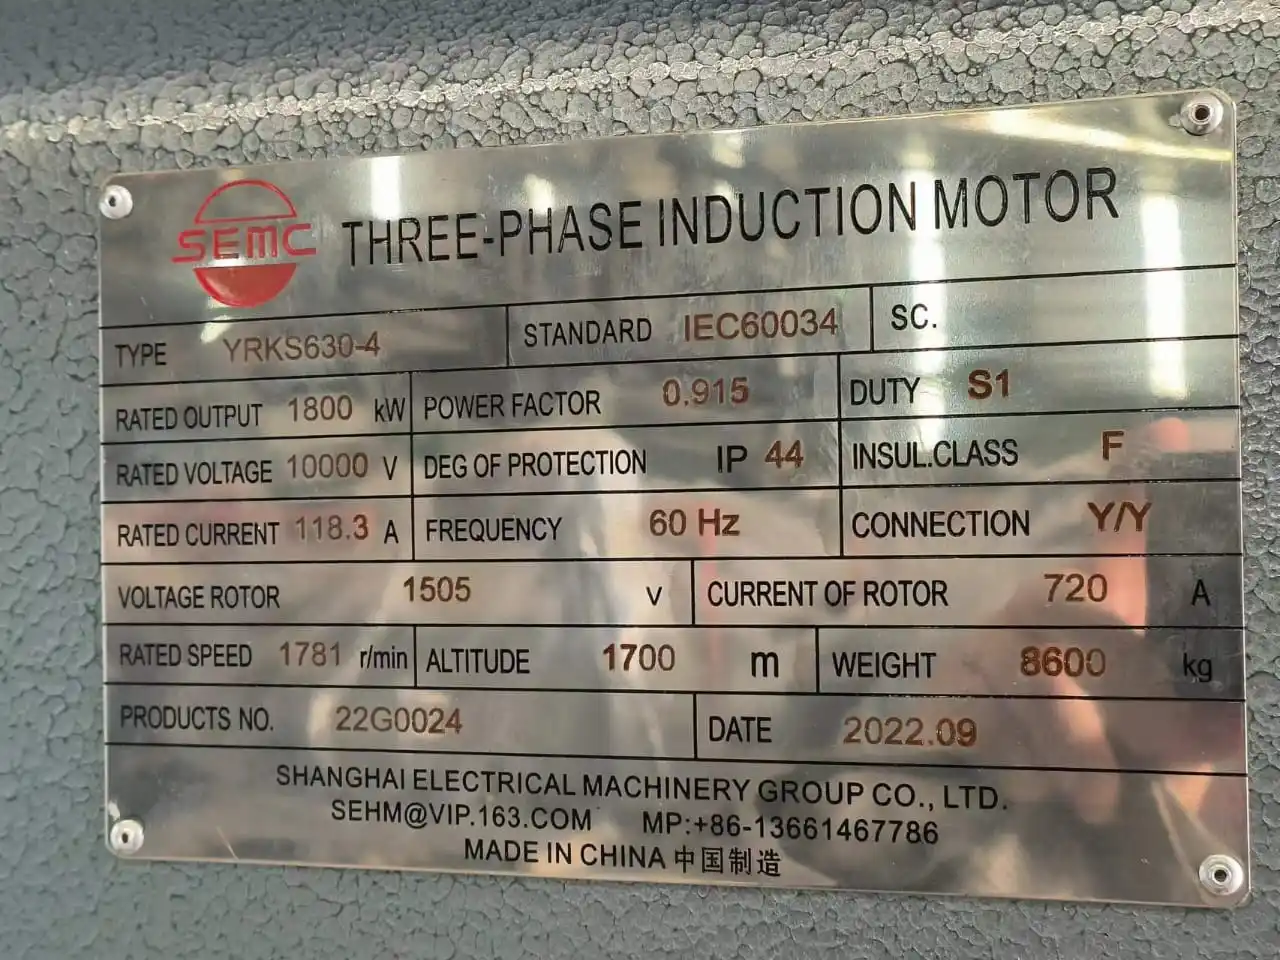 SEMC THREE-PHASE INDUCTION MOTOR
TYPE YRKS630-4 STANDARD IEC60034 SC.
RATED OUTPUT 1800 kW POWER FACTOR 0.915 DUTY S1
RATED VOLTAGE 10000 V DEG OF PROTECTION IP 44 INSUL.CLASS F
RATED CURRENT 118.3 A FREQUENCY 60 Hz CONNECTION Y/Y
VOLTAGE ROTOR 1505 V CURRENT OF ROTOR 720 A
RATED SPEED 1781 r/min ALTITUDE 1700 m WEIGHT 8600 kg
PRODUCTS NO. 22G0024 DATE 2022.09
SHANGHAI ELECTRICAL MACHINERY GROUP CO., LTD.
SEHM@VIP.163.COM MP:+86-13661467786
MADE IN CHINA 中国制造